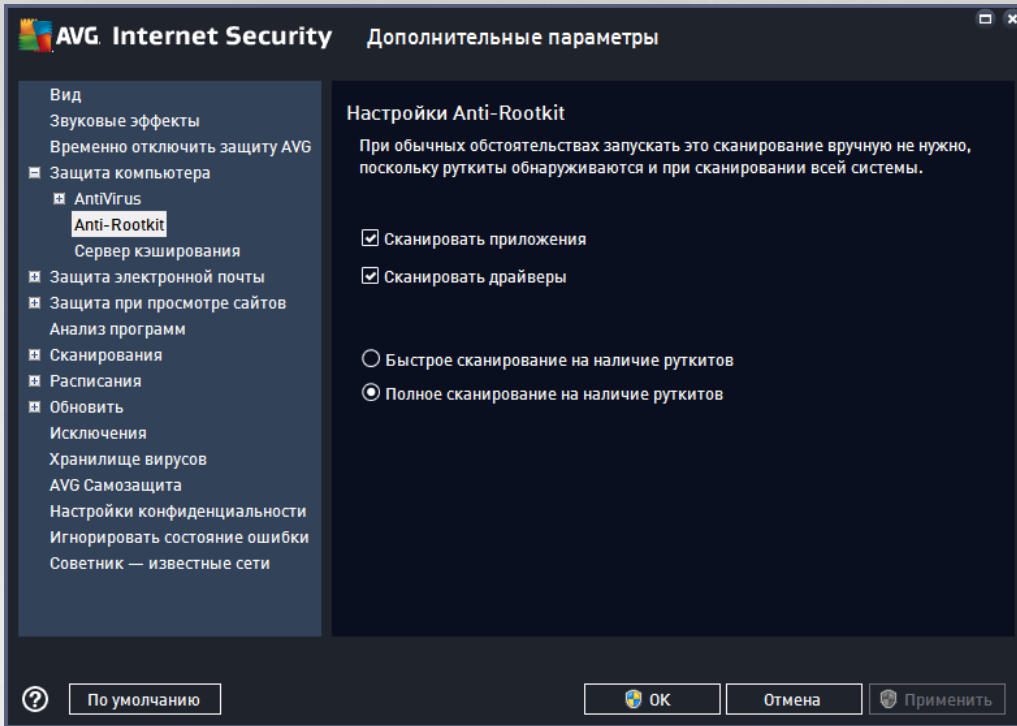 AVG. Internet Security Дополнительные параметры
Вид
Звуковые эффекты
Временно отключить защиту AVG
Защита компьютера
AntiVirus
Anti-Rootkit
Сервер кэширования
Защита электронной почты
Защита при просмотре сайтов
Анализ программ
Сканирования
Расписания
Обновить
Исключения
Хранилище вирусов
AVG Самозащита
Настройки конфиденциальности
Игнорировать состояние ошибки
Советник — известные сети
Настройки Anti-Rootkit
При обычных обстоятельствах запускать это сканирование вручную не нужно,
поскольку руткиты обнаруживаются и при сканировании всей системы.
Сканировать приложения
Сканировать драйверы
Быстрое сканирование на наличие руткитов
Полное сканирование на наличие руткитов
? По умолчанию OK Отмена Применить